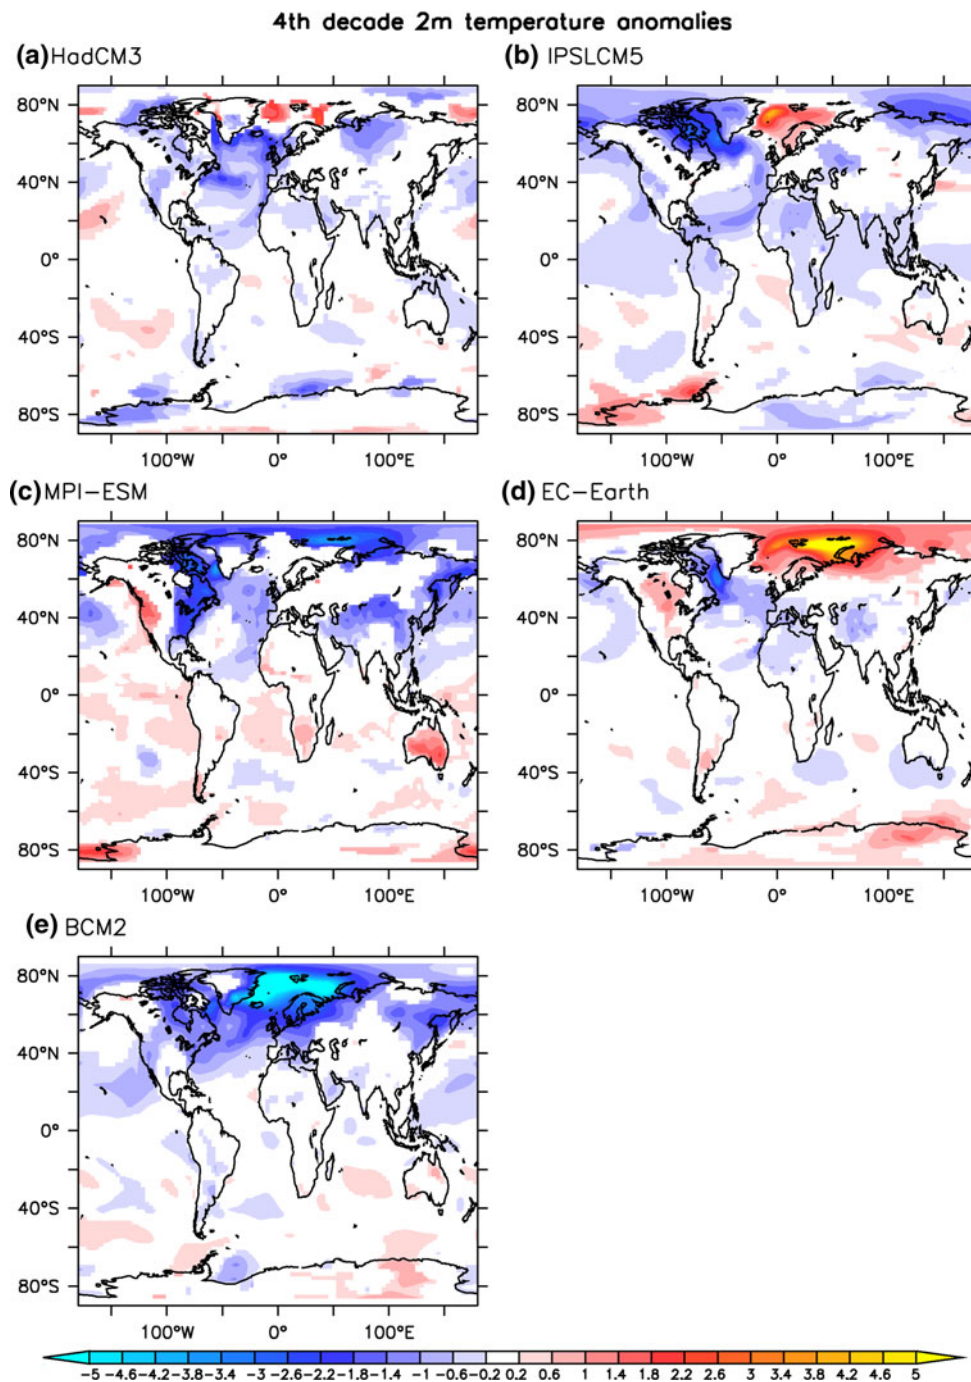 4th decade 2m temperature anomalies
(a) HadCM3
(b) IPSLCM5
80°N
80°N
40°N
40°N
0°
0°
40°S
40°S
80°S
80°S
100°W 0° 100°E
100°W 0° 100°E
(c) MPI-ESM
(d) EC-Earth
80°N
80°N
40°N
40°N
0°
0°
40°S
40°S
80°S
80°S
100°W 0° 100°E
100°W 0° 100°E
(e) BCM2
80°N
40°N
0°
40°S
80°S
100°W 0° 100°E
-5 -4.6 -4.2 -3.8 -3.4 -3 -2.6 -2.2 -1.8 -1.4 -1 -0.6 -0.2 0.2 0.6 1 1.4 1.8 2.2 2.6 3 3.4 3.8 4.2 4.6 5